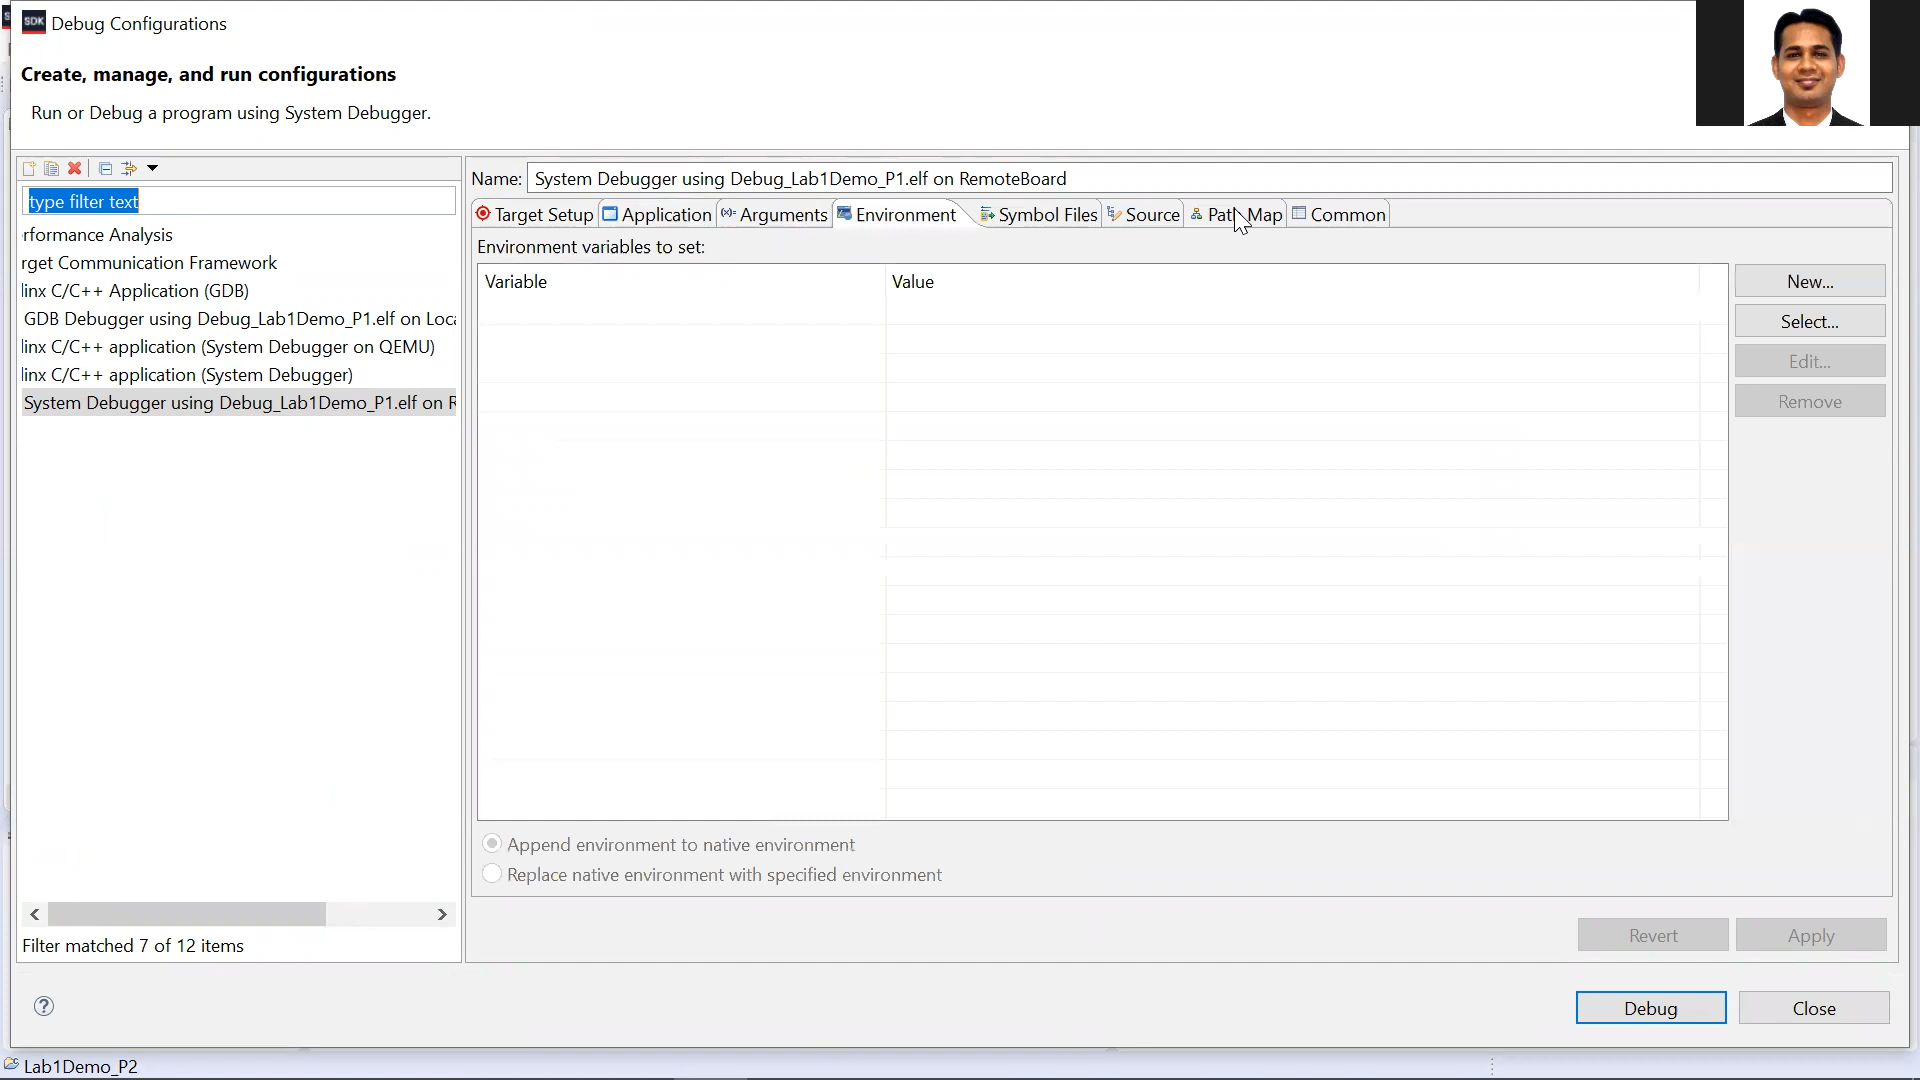 SDK Debug Configurations
Create, manage, and run configurations
Run or Debug a program using System Debugger.
type filter text
rformance Analysis
rget Communication Framework
linx C/C++ Application (GDB)
GDB Debugger using Debug_Lab1Demo_P1.elf on Loca
linx C/C++ application (System Debugger on QEMU)
linx C/C++ application (System Debugger)
System Debugger using Debug_Lab1Demo_P1.elf on R
Filter matched 7 of 12 items
Name: System Debugger using Debug_Lab1Demo_P1.elf on RemoteBoard
Target Setup Application (x)= Arguments Environment Symbol Files Source Path Map Common
Environment variables to set:
Variable Value
New...
Select...
Edit...
Remove
Append environment to native environment
Replace native environment with specified environment
Revert Apply
? Debug Close
Lab1Demo_P2